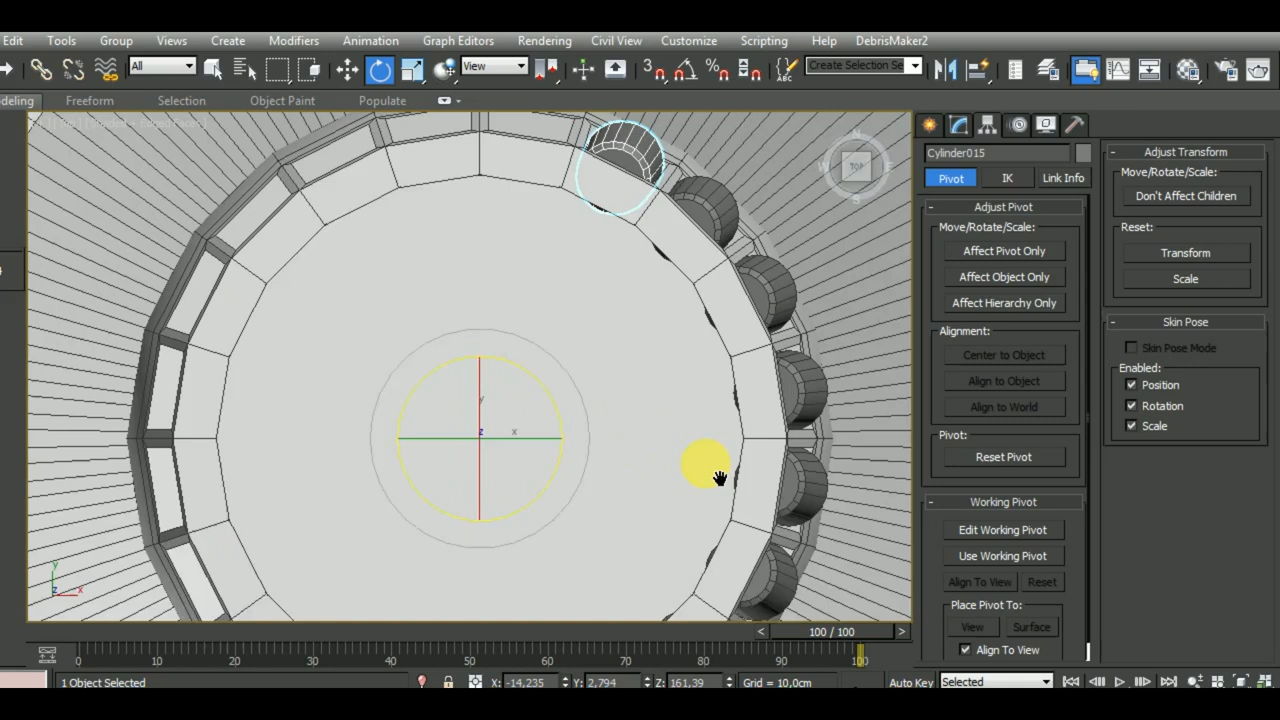 Edit Tools Group Views Create Modifiers Animation Graph Editors Rendering Civil View Customize Scripting Help DebrisMaker2
All View 3 Create Selection Se
deling Freeform Selection Object Paint Populate
Cylinder015
Pivot IK Link Info
Adjust Pivot
Move/Rotate/Scale:
Affect Pivot Only
Affect Object Only
Affect Hierarchy Only
Alignment:
Center to Object
Align to Object
Align to World
Pivot:
Reset Pivot
Working Pivot
Edit Working Pivot
Use Working Pivot
Align To View Reset
Place Pivot To:
View Surface
Align To View
Adjust Transform
Move/Rotate/Scale:
Don't Affect Children
Reset:
Transform
Scale
Skin Pose
Skin Pose Mode
Enabled:
Position
Rotation
Scale
TOP
y
x
z
y
z x
< 100 / 100 >
0 10 20 30 40 50 60 70 80 90 100
1 Object Selected X: -14,235 Y: 2,794 Z: 161,39 Grid = 10,0cm Auto Key Selected